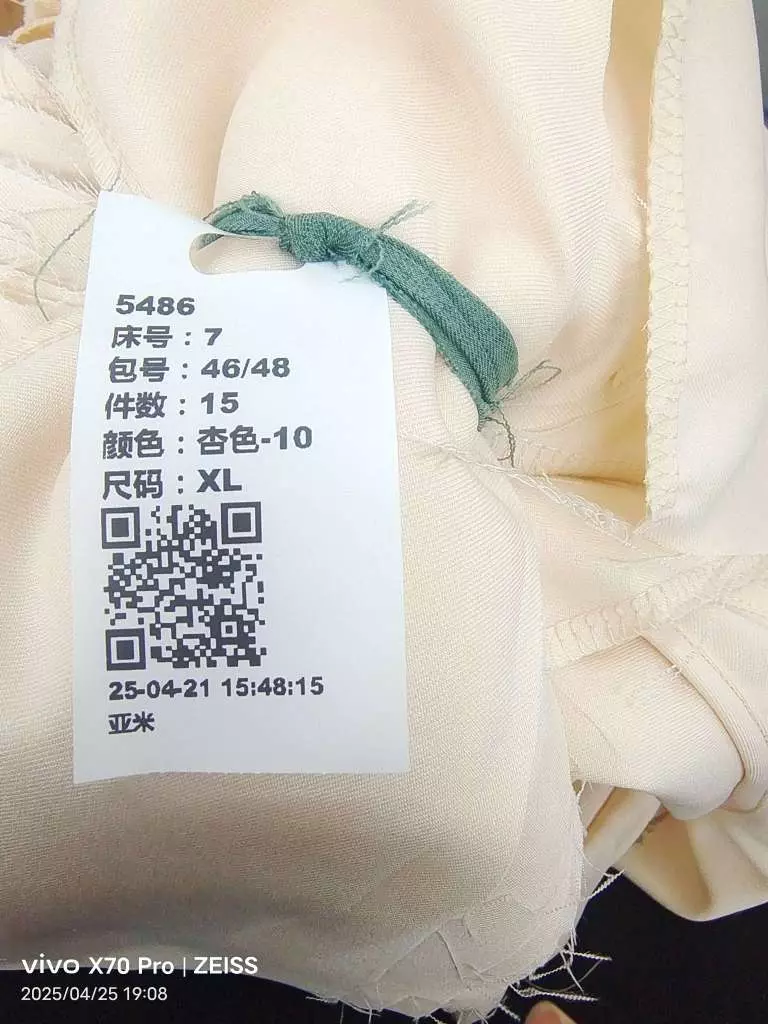 5486
床号：7
包号：46/48
件数：15
颜色：杏色-10
尺码：XL
25-04-21 15:48:15
亚米
vivo X70 Pro | ZEISS
2025/04/25 19:08